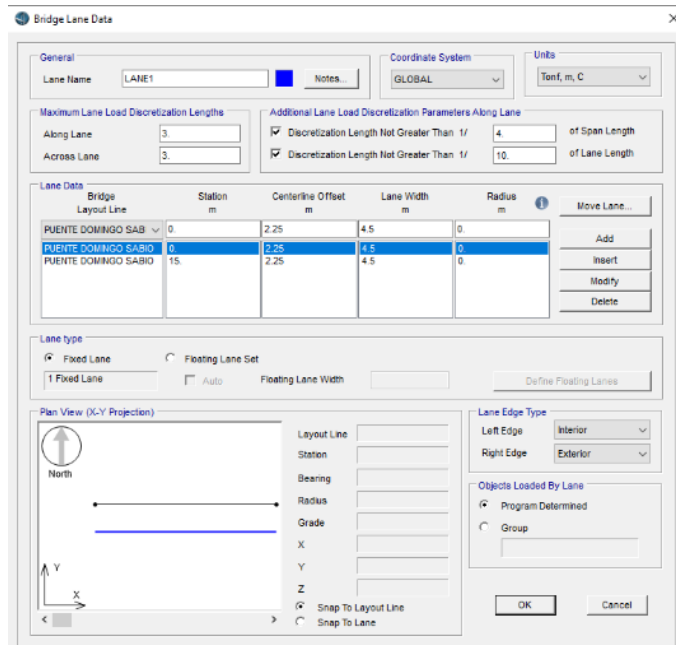 Bridge Lane Data
General
Lane Name LANE1 Notes...
Coordinate System
GLOBAL
Units
Tonf, m, C
Maximum Lane Load Discretization Lengths
Along Lane 3.
Across Lane 3.
Additional Lane Load Discretization Parameters Along Lane
Discretization Length Not Greater Than 1/ 4. of Span Length
Discretization Length Not Greater Than 1/ 10. of Lane Length
Lane Data
Bridge Layout Line Station m Centerline Offset m Lane Width m Radius m
PUENTE DOMINGO SAB 0. 2.25 4.5 0.
PUENTE DOMINGO SABIO 0. 2.25 4.5 0.
PUENTE DOMINGO SABIO 15. 2.25 4.5 0.
Move Lane...
Add
Insert
Modify
Delete
Lane type
Fixed Lane Floating Lane Set
1 Fixed Lane Auto Floating Lane Width Define Floating Lanes
Plan View (X-Y Projection)
North
Y
X
Layout Line
Station
Bearing
Radius
Grade
X
Y
Z
Snap To Layout Line
Snap To Lane
Lane Edge Type
Left Edge Interior
Right Edge Exterior
Objects Loaded By Lane
Program Determined
Group
OK Cancel